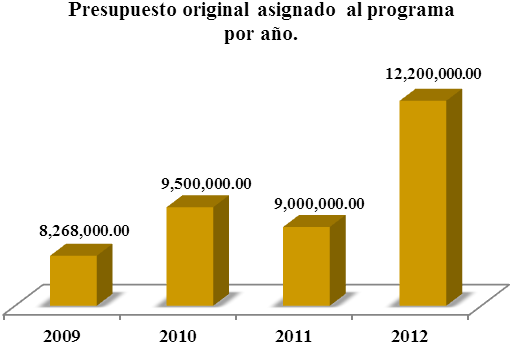 Presupuesto original asignado al programa
por año.
12,200,000.00
9,500,000.00
9,000,000.00
8,268,000.00
2009 2010 2011 2012